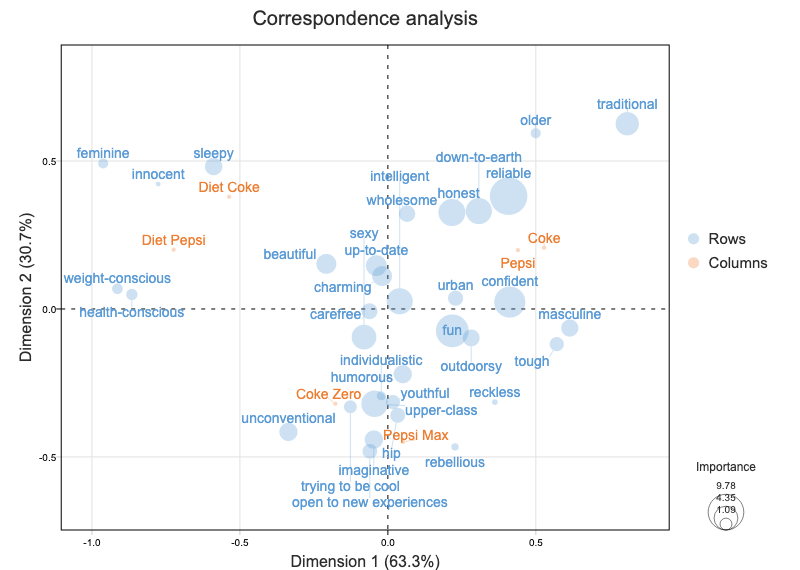 Correspondence analysis
traditional
older
down-to-earth
feminine
sleepy
innocent
intelligent
reliable
Diet Coke
wholesome
honest
sexy
Coke
Diet Pepsi
up-to-date
beautiful
Pepsi
weight-conscious
charming
urban
confident
health-conscious
carefree
masculine
fun
individualistic
outdoorsy
tough
humorous
Coke Zero
youthful
reckless
upper-class
unconventional
Pepsi Max
hip
rebellious
imaginative
trying to be cool
open to new experiences
0.5
0.0
-0.5
-1.0
-0.5
0.0
0.5
Dimension 1 (63.3%)
Dimension 2 (30.7%)
Rows
Columns
Importance
9.78
4.35
1.09